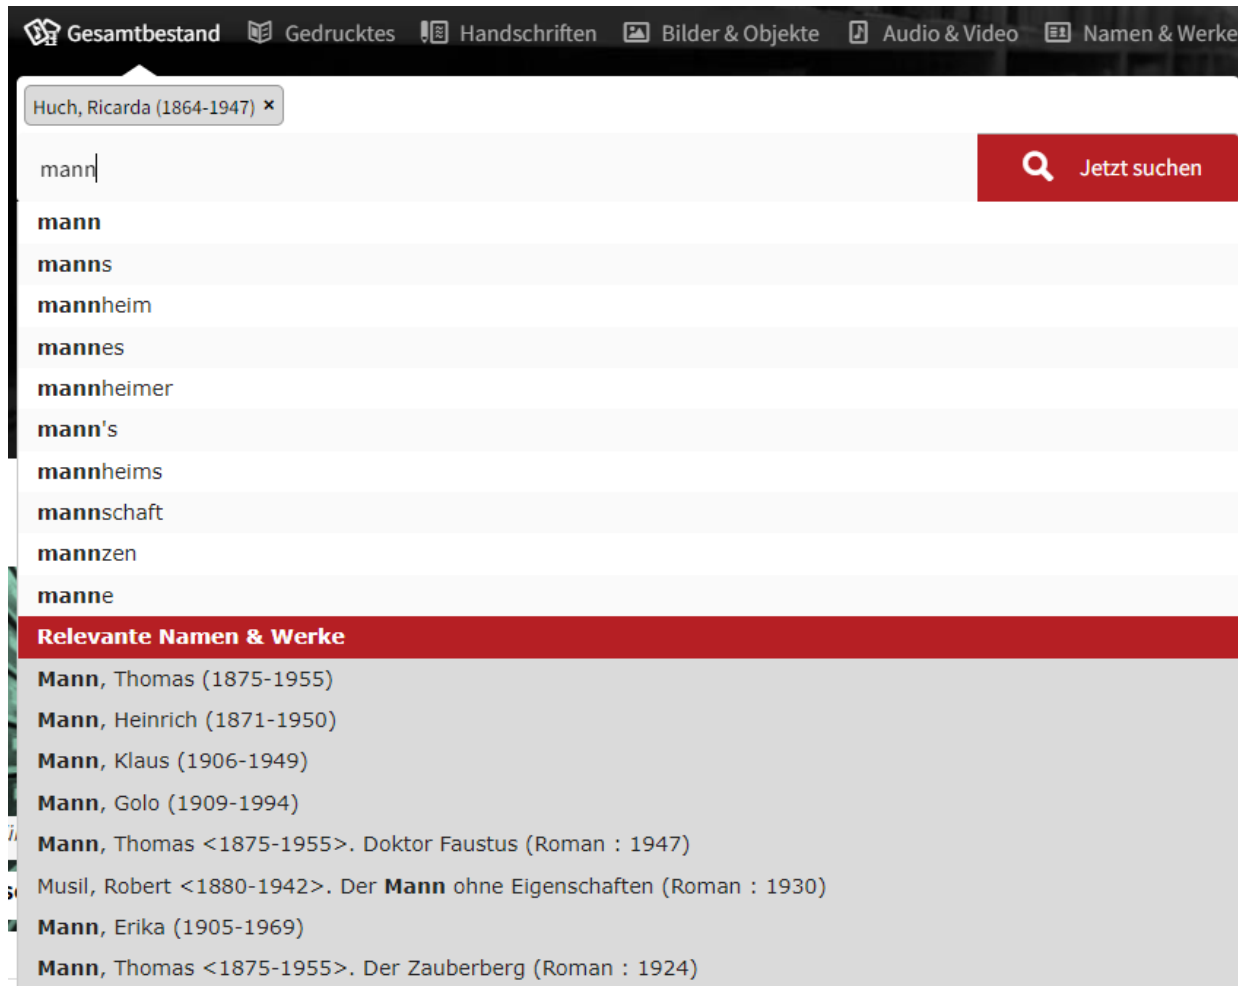 Gesamtbestand Gedrucktes Handschriften Bilder & Objekte Audio & Video Namen & Werke
Huch, Ricarda (1864-1947) ×
mann
Jetzt suchen
mann
manns
mannheim
mannes
mannheimer
mann's
mannheims
mannschaft
mannzen
manne
Relevante Namen & Werke
Mann, Thomas (1875-1955)
Mann, Heinrich (1871-1950)
Mann, Klaus (1906-1949)
Mann, Golo (1909-1994)
Mann, Thomas <1875-1955>. Doktor Faustus (Roman : 1947)
Musil, Robert <1880-1942>. Der Mann ohne Eigenschaften (Roman : 1930)
Mann, Erika (1905-1969)
Mann, Thomas <1875-1955>. Der Zauberberg (Roman : 1924)